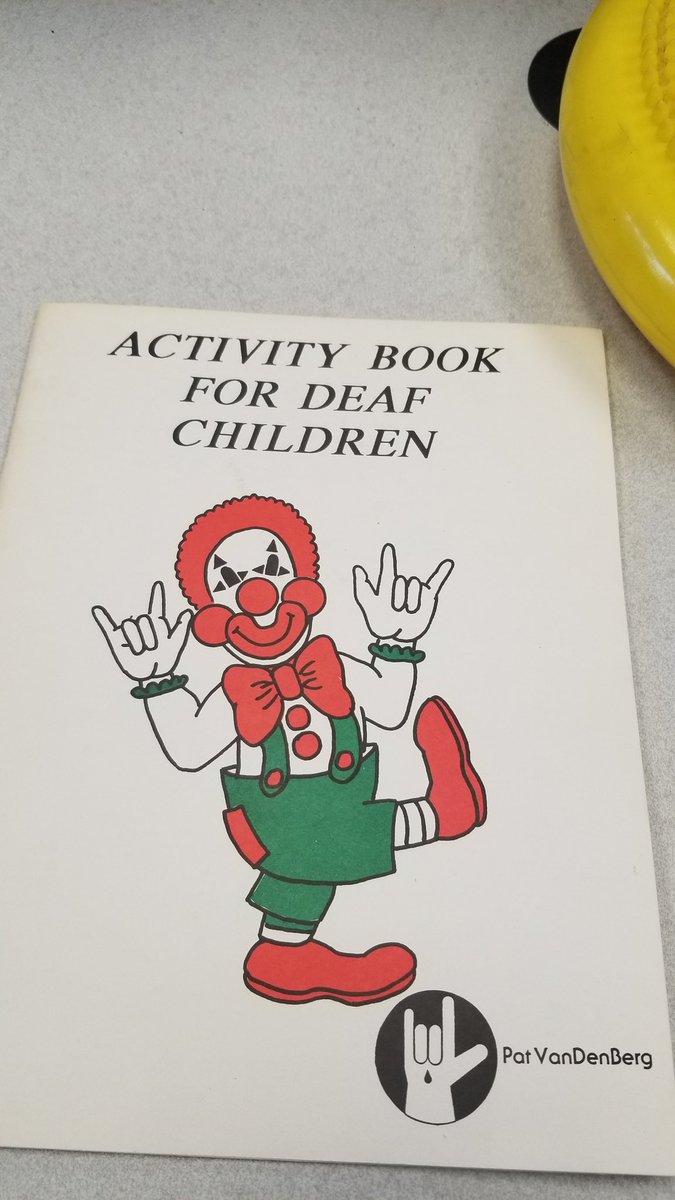 ACTIVITY BOOK
FOR DEAF
CHILDREN
Pat VanDenBerg